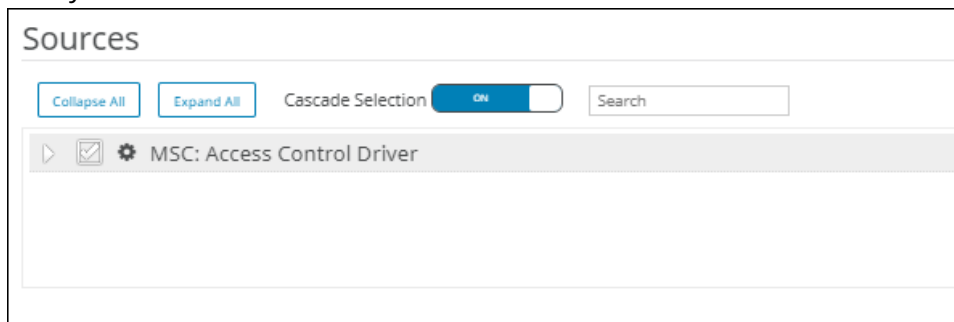 Sources
Collapse All Expand All Cascade Selection ON Search
MSC: Access Control Driver